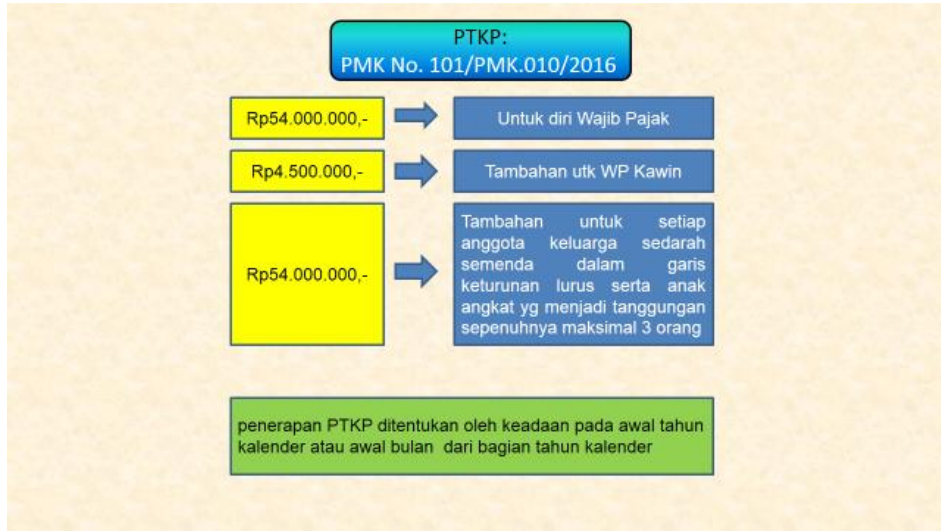 PTKP:
PMK No. 101/PMK.010/2016
Rp54.000.000,-
Untuk diri Wajib Pajak
Rp4.500.000,-
Tambahan utk WP Kawin
Rp54.000.000,-
Tambahan untuk setiap
anggota keluarga sedarah
semenda dalam garis
keturunan lurus serta anak
angkat yg menjadi tanggungan
sepenuhnya maksimal 3 orang
penerapan PTKP ditentukan oleh keadaan pada awal tahun
kalender atau awal bulan dari bagian tahun kalender